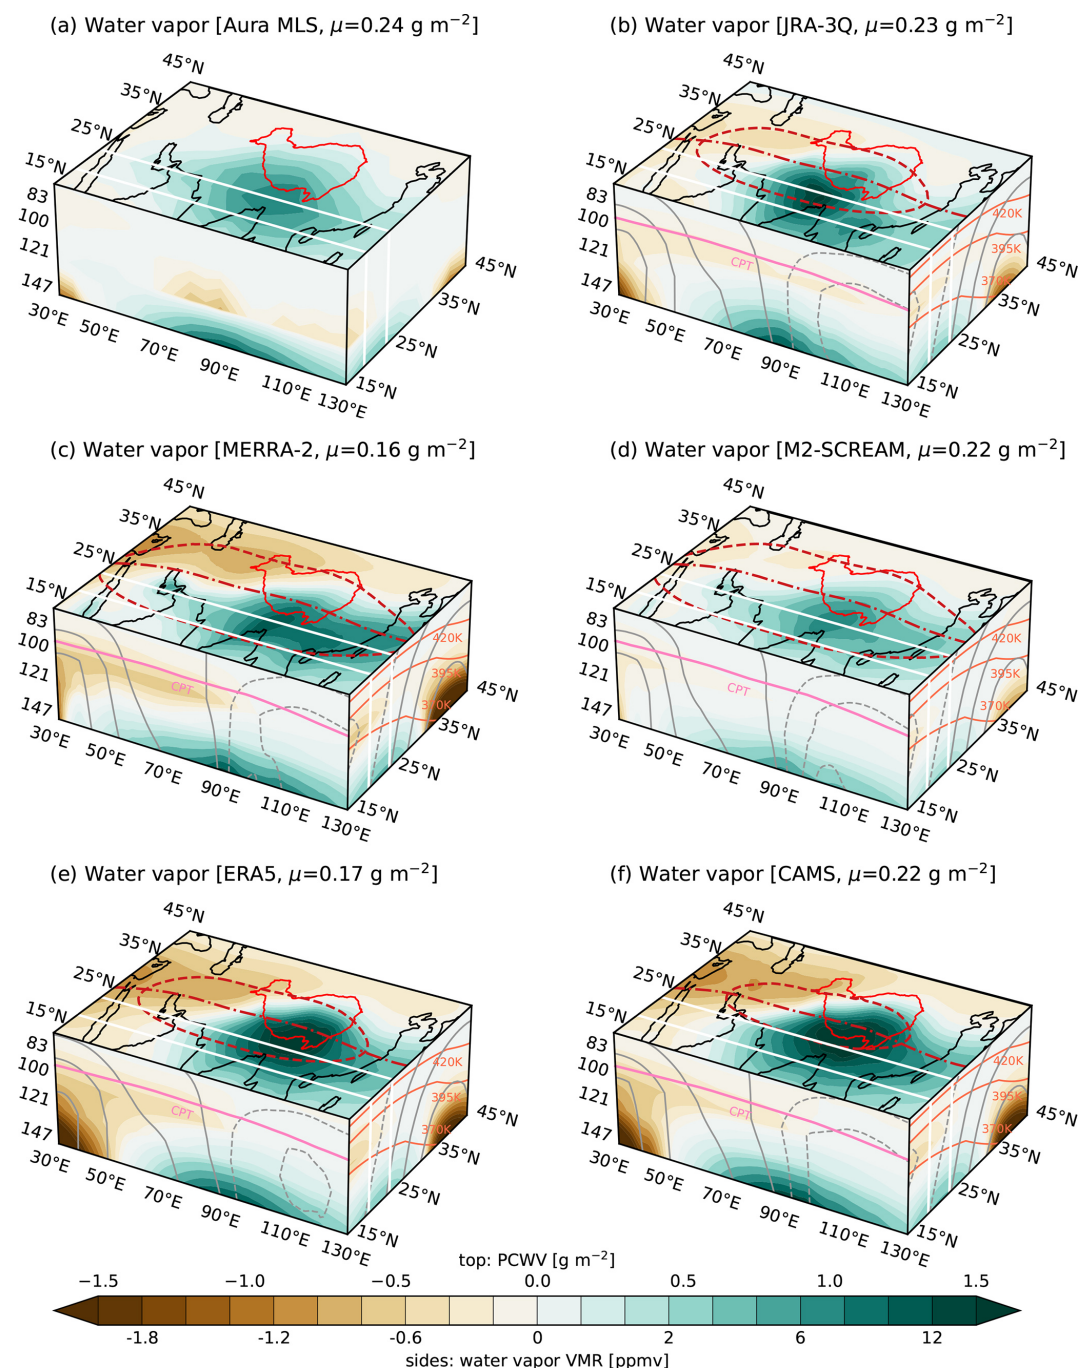 (a) Water vapor [Aura MLS, μ=0.24 g m⁻²]
45°N
35°N
25°N
15°N
83
100
121
147
30°E
50°E
70°E
90°E
110°E
130°E
15°N
25°N
35°N
45°N
(b) Water vapor [JRA-3Q, μ=0.23 g m⁻²]
45°N
35°N
25°N
15°N
83
100
121
147
CPT
420K
395K
370K
30°E
50°E
70°E
90°E
110°E
130°E
15°N
25°N
35°N
45°N
(c) Water vapor [MERRA-2, μ=0.16 g m⁻²]
45°N
35°N
25°N
15°N
83
100
121
147
CPT
420K
395K
370K
30°E
50°E
70°E
90°E
110°E
130°E
15°N
25°N
35°N
45°N
(d) Water vapor [M2-SCREAM, μ=0.22 g m⁻²]
45°N
35°N
25°N
15°N
83
100
121
147
CPT
420K
395K
370K
30°E
50°E
70°E
90°E
110°E
130°E
15°N
25°N
35°N
45°N
(e) Water vapor [ERA5, μ=0.17 g m⁻²]
45°N
35°N
25°N
15°N
83
100
121
147
CPT
420K
395K
370K
30°E
50°E
70°E
90°E
110°E
130°E
15°N
25°N
35°N
45°N
(f) Water vapor [CAMS, μ=0.22 g m⁻²]
45°N
35°N
25°N
15°N
83
100
121
147
CPT
420K
395K
370K
30°E
50°E
70°E
90°E
110°E
130°E
15°N
25°N
35°N
45°N
top: PCWV [g m⁻²]
−1.5 −1.0 −0.5 0.0 0.5 1.0 1.5
-1.8 -1.2 -0.6 0 2 6 12
sides: water vapor VMR [ppmv]